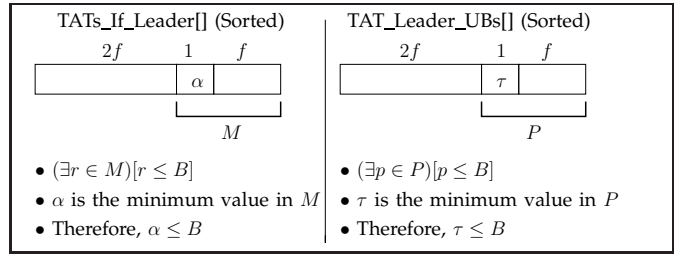 TATs_If_Leader[] (Sorted)
2f 1 f
α
M
• (∃r ∈ M)[r ≤ B]
• α is the minimum value in M
• Therefore, α ≤ B
TAT_Leader_UBs[] (Sorted)
2f 1 f
τ
P
• (∃p ∈ P)[p ≤ B]
• τ is the minimum value in P
• Therefore, τ ≤ B